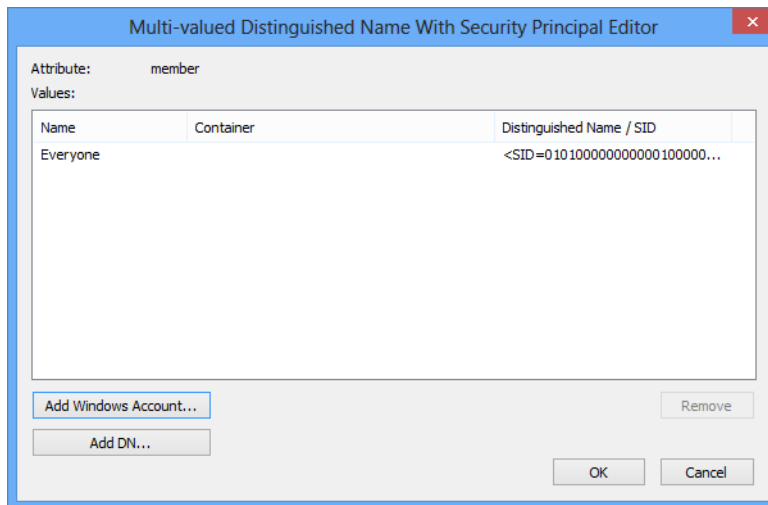 Multi-valued Distinguished Name With Security Principal Editor
Attribute: member
Values:
Name Container Distinguished Name / SID
Everyone <SID=010100000000000100000...
Add Windows Account... Remove
Add DN...
OK Cancel